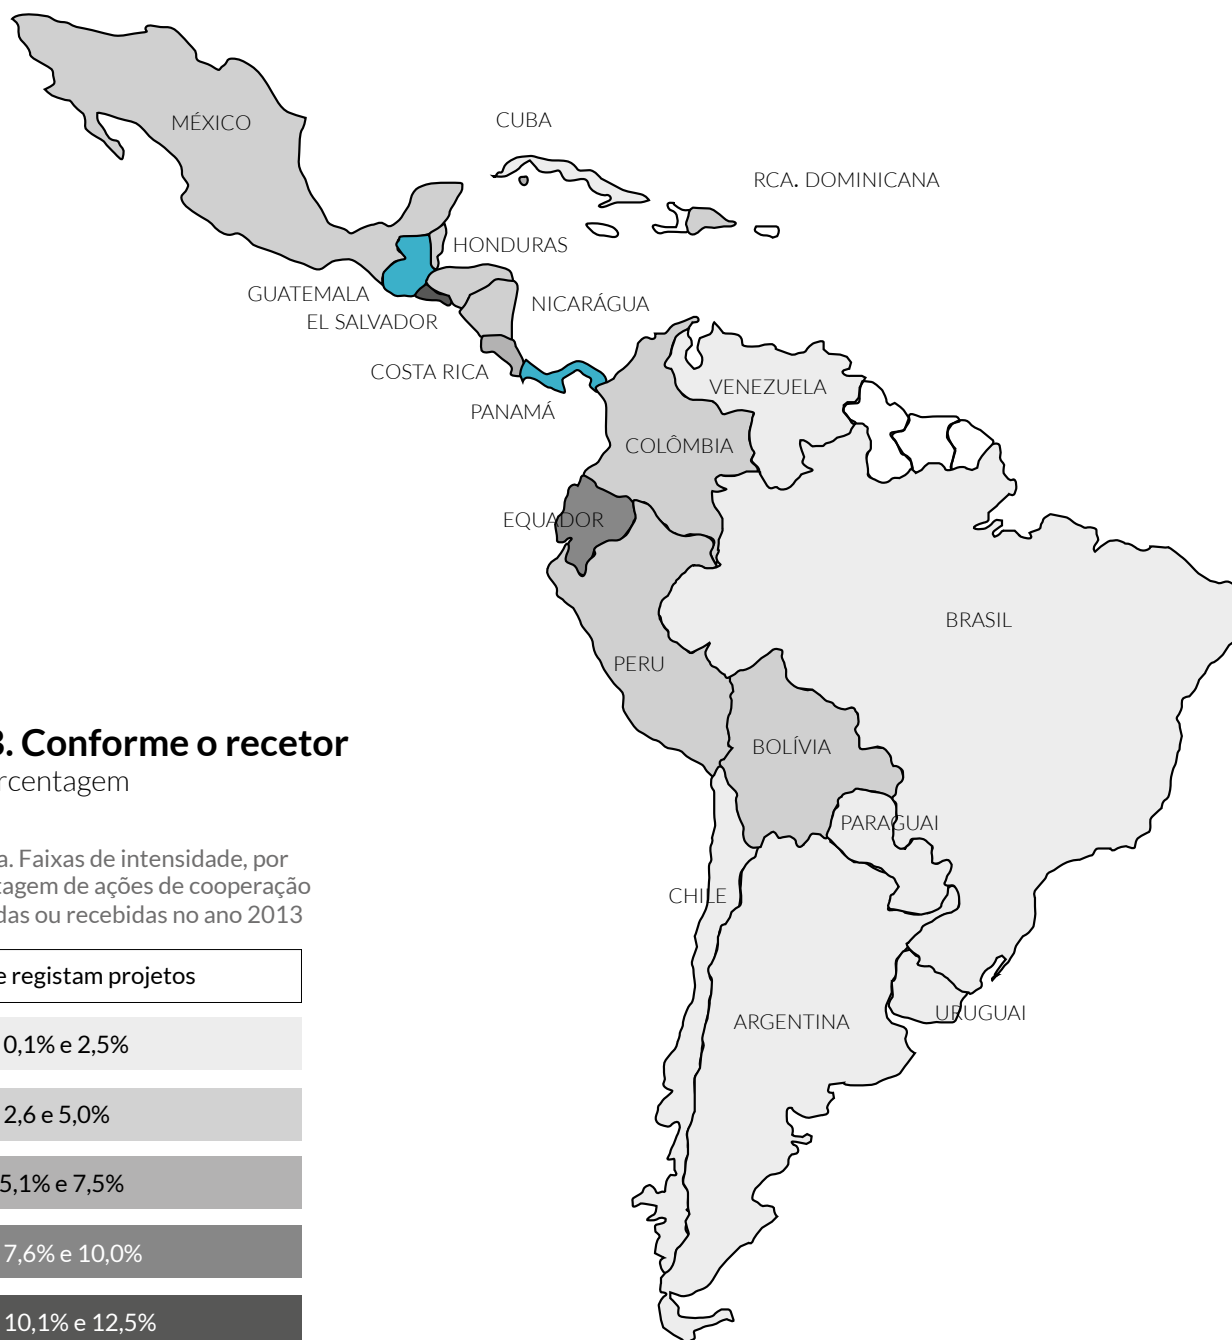 MÉXICO
CUBA
RCA. DOMINICANA
HONDURAS
GUATEMALA
NICARÁGUA
EL SALVADOR
COSTA RICA
PANAMÁ
VENEZUELA
COLÔMBIA
EQUADOR
BRASIL
PERU
BOLÍVIA
PARAGUAI
CHILE
ARGENTINA
URUGUAI
. Conforme o recetor
rcentagem
a. Faixas de intensidade, por
tagem de ações de cooperação
das ou recebidas no ano 2013
e registam projetos
0,1% e 2,5%
2,6 e 5,0%
5,1% e 7,5%
7,6% e 10,0%
10,1% e 12,5%